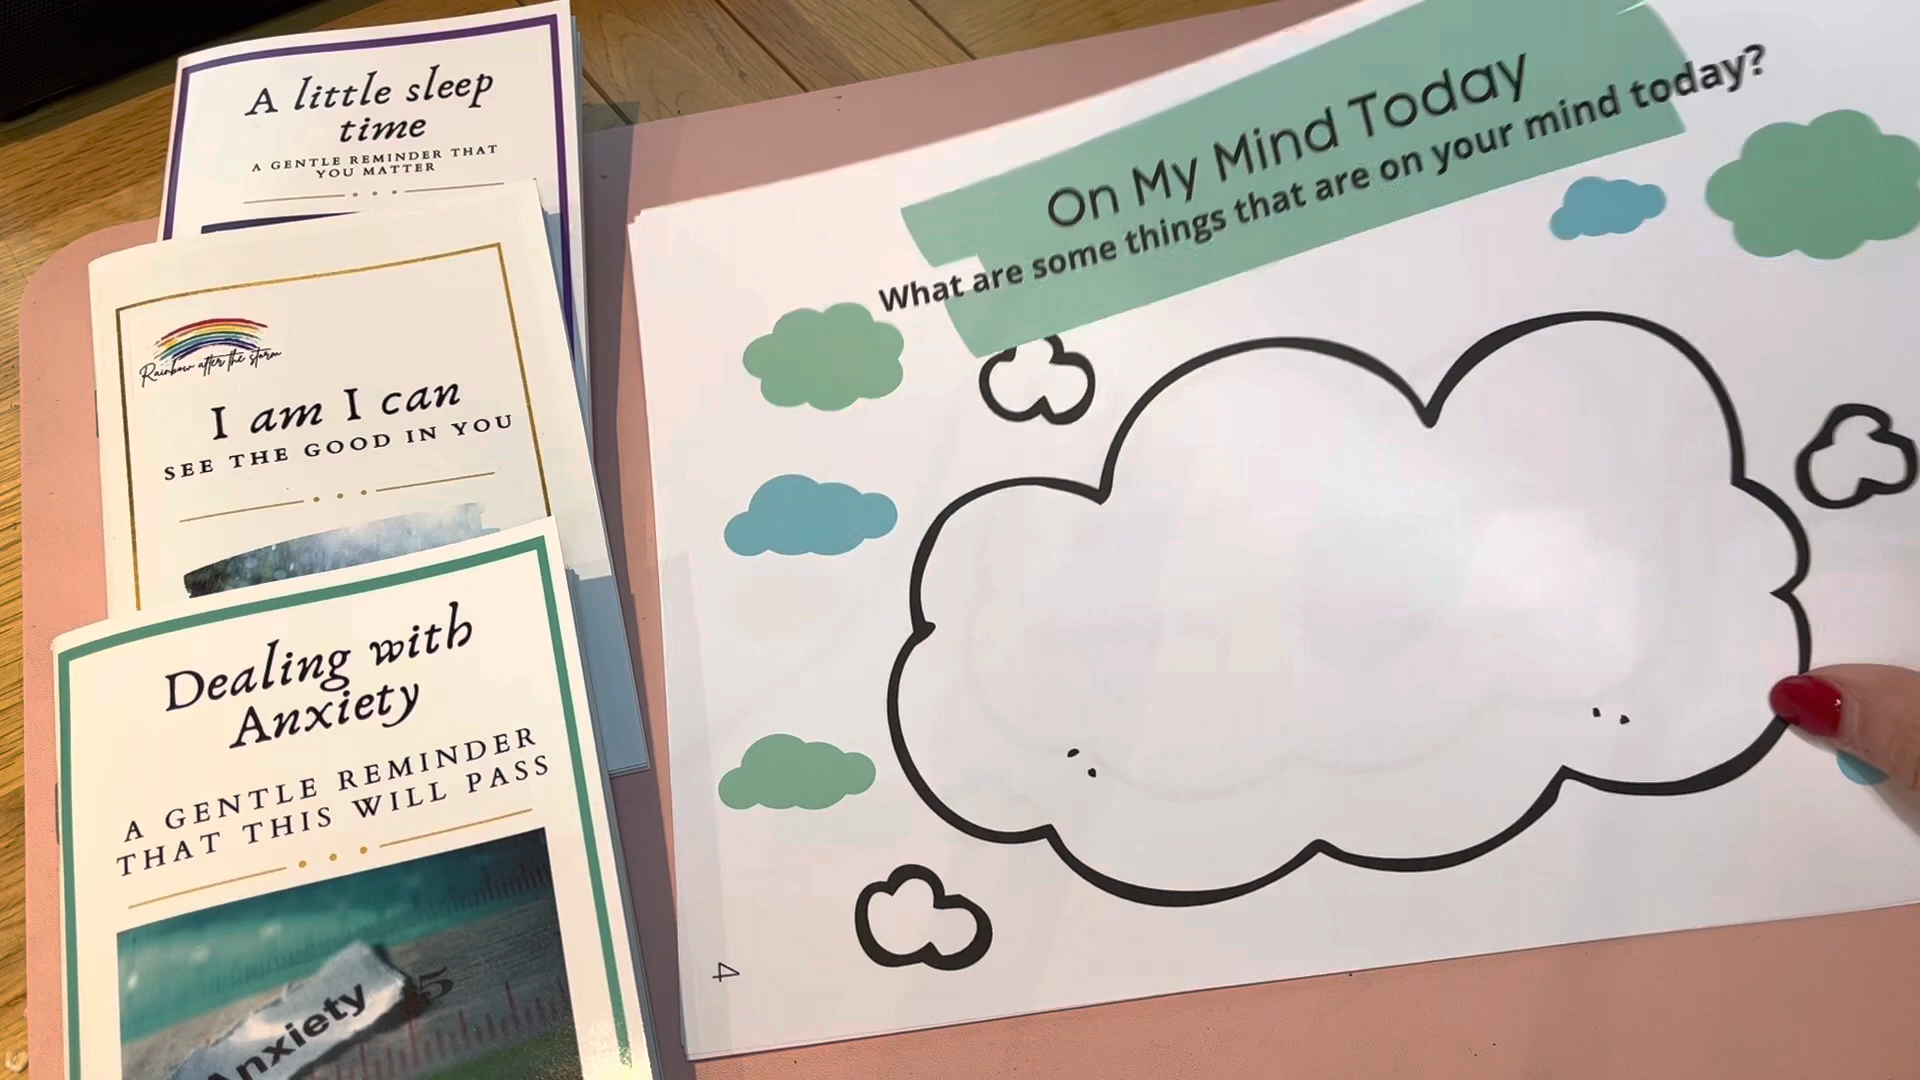 A little sleep
time
A GENTLE REMINDER THAT
YOU MATTER
Rainbow after the storm
I am I can
SEE THE GOOD IN YOU
Dealing with
Anxiety
A GENTLE REMINDER
THAT THIS WILL PASS
5
Anxiety
On My Mind Today
What are some things that are on your mind today?
4